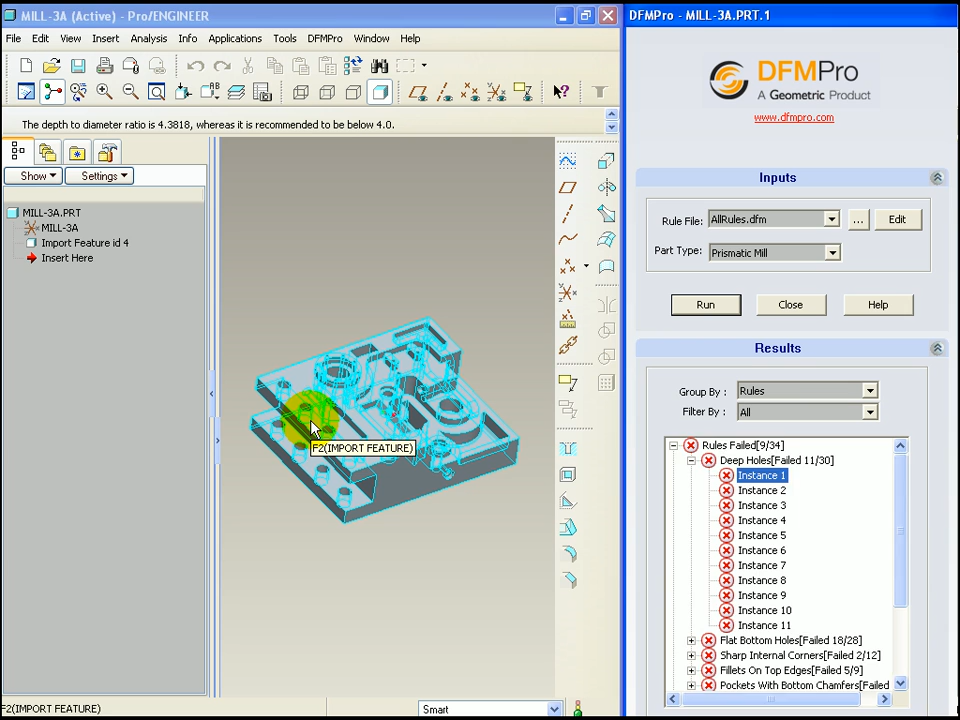 MILL-3A (Active) - Pro/ENGINEER
File Edit View Insert Analysis Info Applications Tools DFMPro Window Help
The depth to diameter ratio is 4.3818, whereas it is recommended to be below 4.0.
Show Settings
MILL-3A.PRT
MILL-3A
Import Feature id 4
Insert Here
F2(IMPORT FEATURE)
F2(IMPORT FEATURE)
Smart
DFMPro - MILL-3A.PRT.1
DFMPro
A Geometric Product
www.dfmpro.com
Inputs
Rule File: AllRules.dfm ... Edit
Part Type: Prismatic Mill
Run Close Help
Results
Group By : Rules
Filter By : All
Rules Failed[9/34]
Deep Holes[Failed 11/30]
Instance 1
Instance 2
Instance 3
Instance 4
Instance 5
Instance 6
Instance 7
Instance 8
Instance 9
Instance 10
Instance 11
Flat Bottom Holes[Failed 18/28]
Sharp Internal Corners[Failed 2/12]
Fillets On Top Edges[Failed 5/9]
Pockets With Bottom Chamfers[Failed